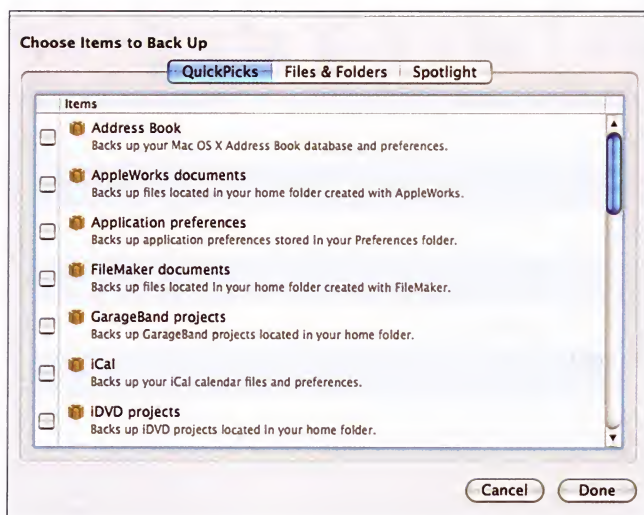 Choose Items to Back Up
QuickPicks Files & Folders Spotlight
Items
Address Book
Backs up your Mac OS X Address Book database and preferences.
AppleWorks documents
Backs up files located in your home folder created with AppleWorks.
Application preferences
Backs up application preferences stored in your Preferences folder.
FileMaker documents
Backs up files located in your home folder created with FileMaker.
GarageBand projects
Backs up GarageBand projects located in your home folder.
iCal
Backs up your iCal calendar files and preferences.
iDVD projects
Backs up iDVD projects located in your home folder.
Cancel Done